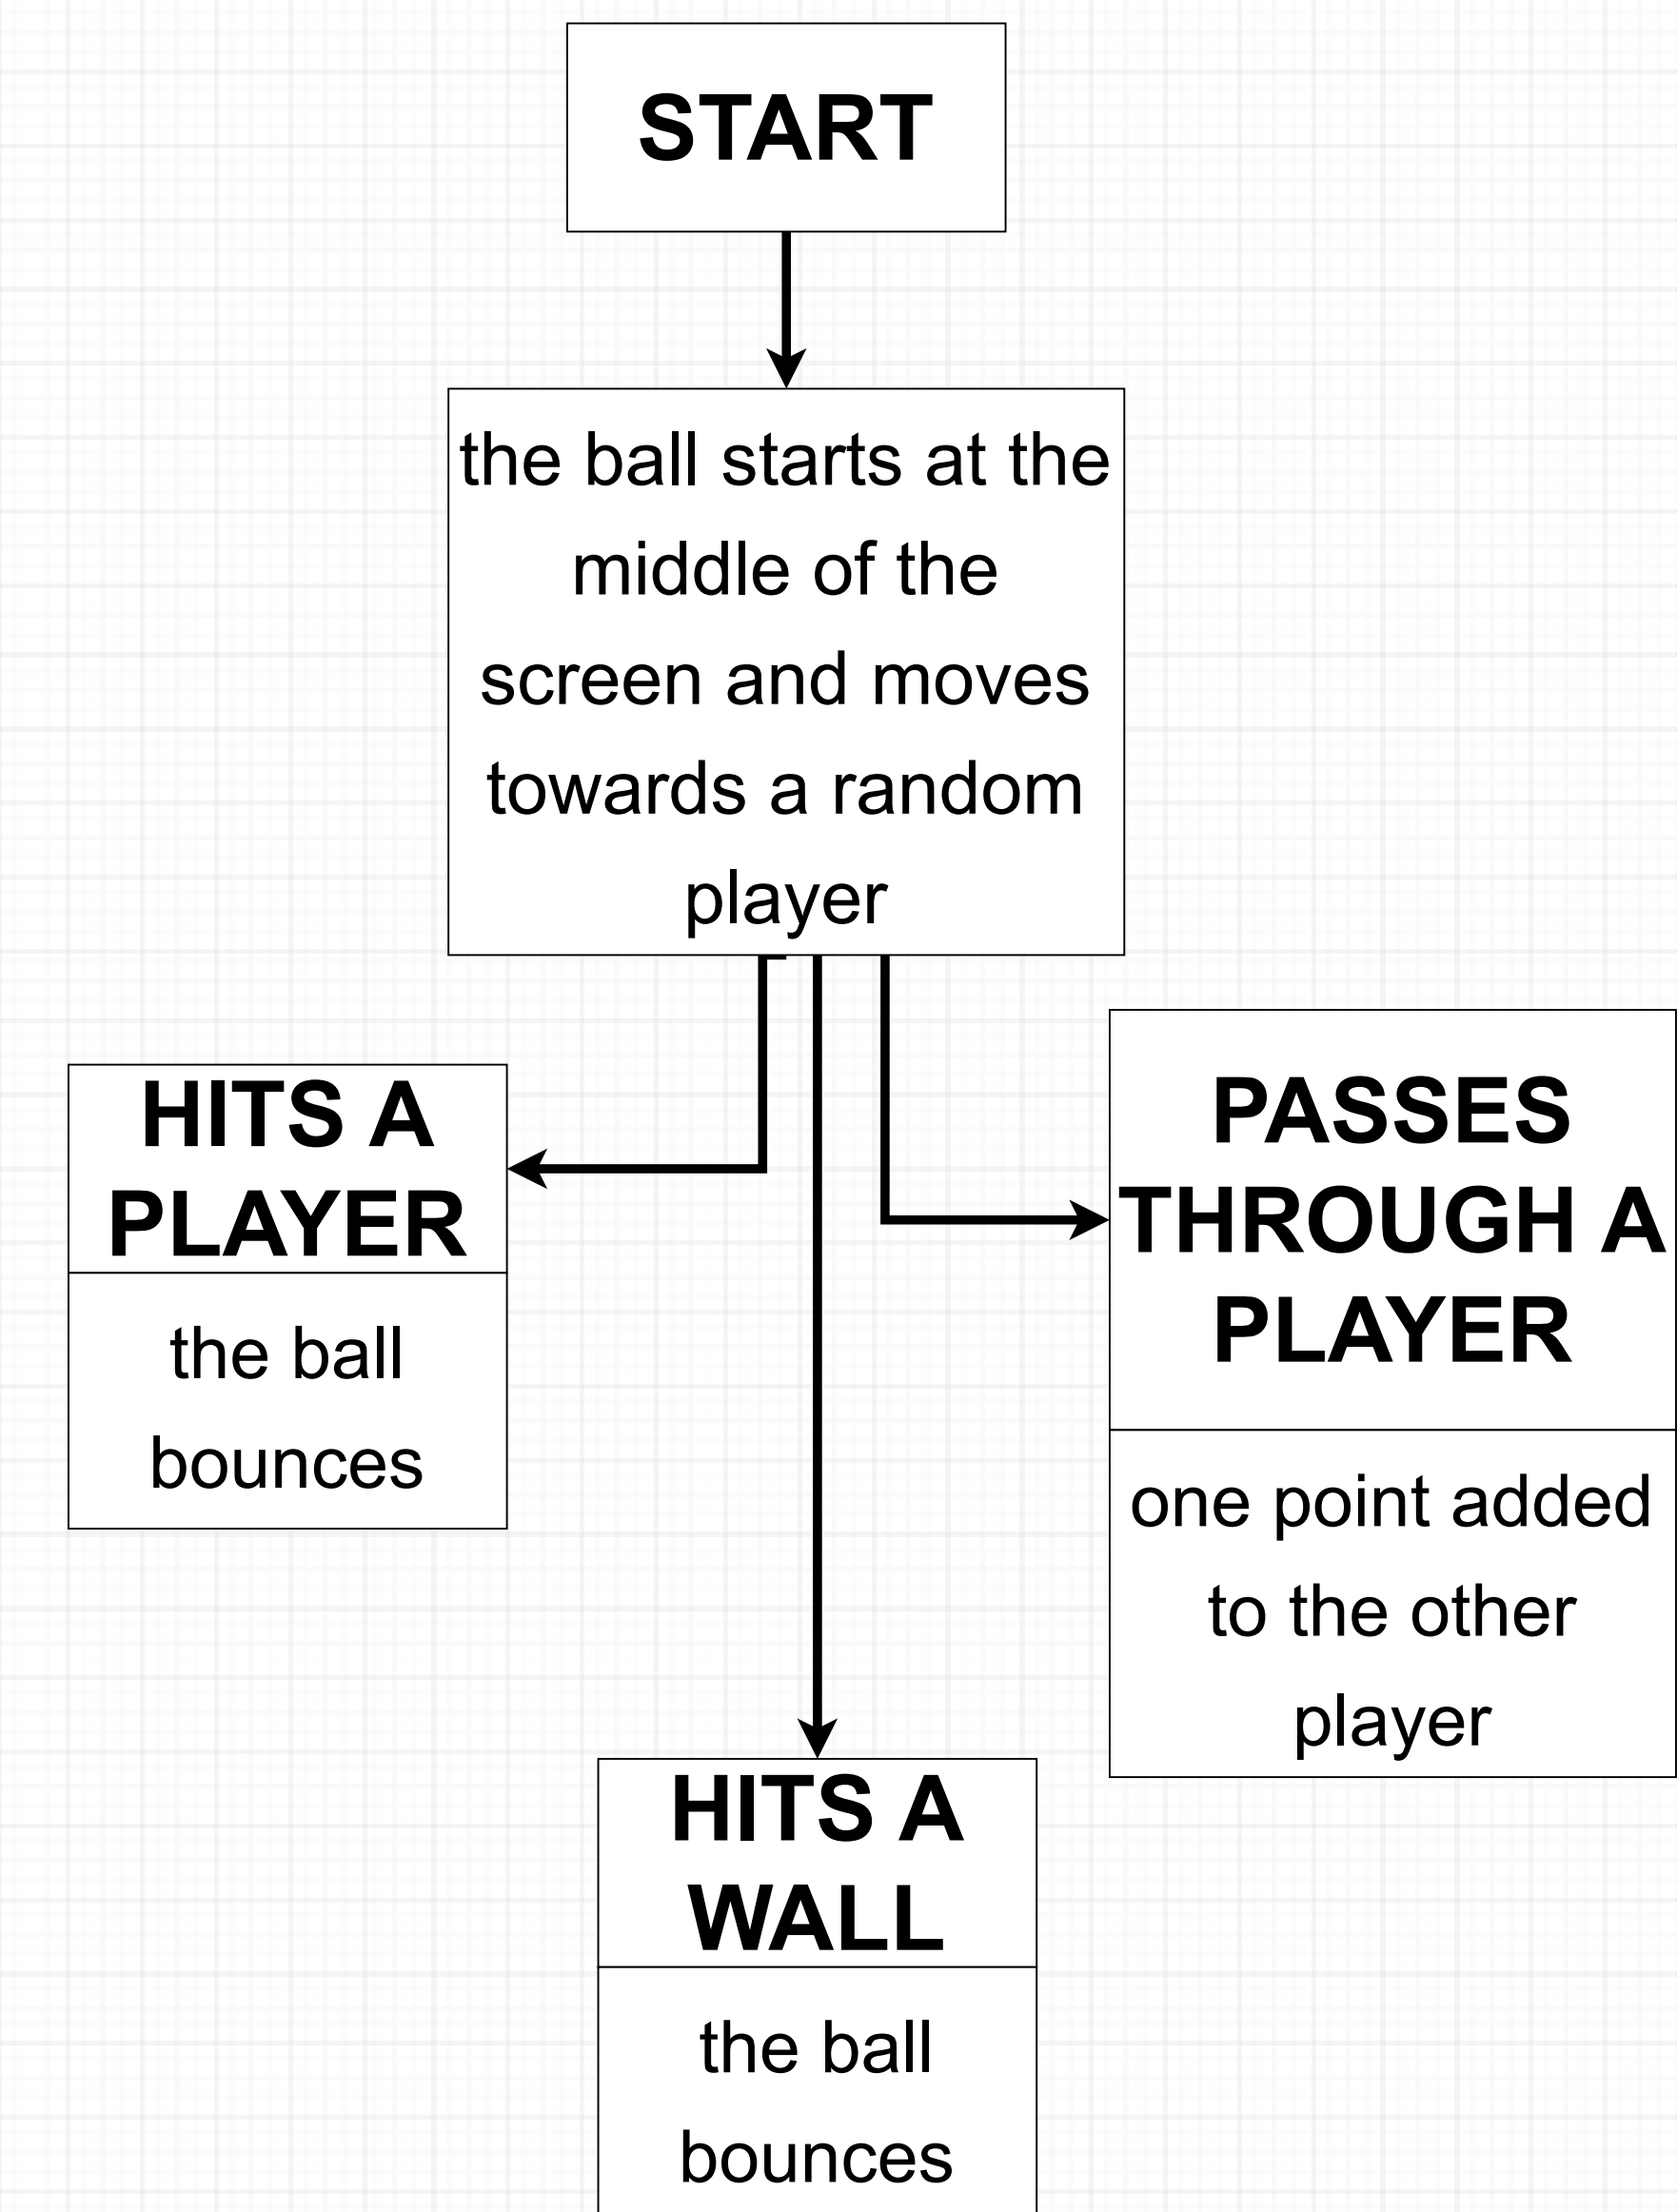 START
the ball starts at the
middle of the
screen and moves
towards a random
player
HITS A
PLAYER
the ball
bounces
PASSES
THROUGH A
PLAYER
one point added
to the other
player
HITS A
WALL
the ball
bounces